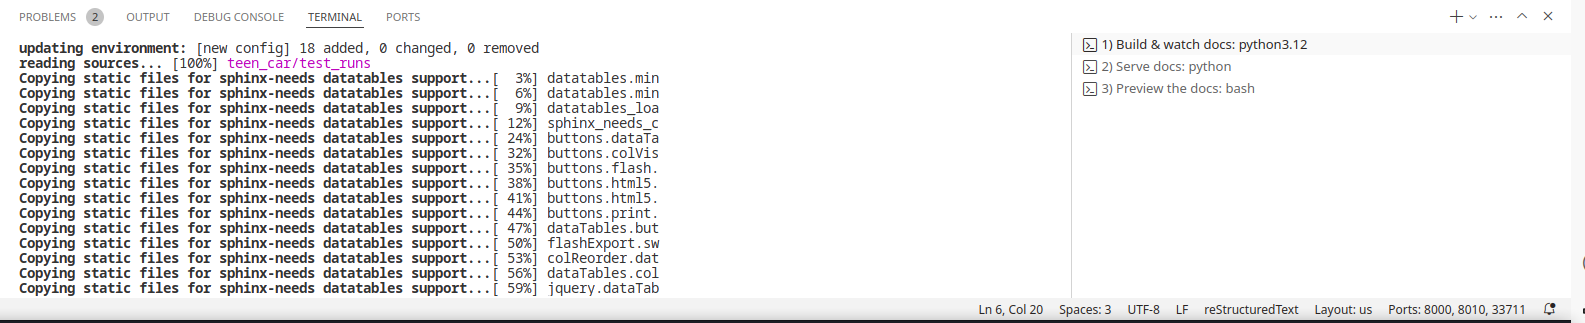 PROBLEMS 2 OUTPUT DEBUG CONSOLE TERMINAL PORTS
updating environment: [new config] 18 added, 0 changed, 0 removed
reading sources... [100%] teen_car/test_runs
Copying static files for sphinx-needs datatables support...[  3%] datatables.min
Copying static files for sphinx-needs datatables support...[  6%] datatables.min
Copying static files for sphinx-needs datatables support...[  9%] datatables_loa
Copying static files for sphinx-needs datatables support...[ 12%] sphinx_needs_c
Copying static files for sphinx-needs datatables support...[ 24%] buttons.dataTa
Copying static files for sphinx-needs datatables support...[ 32%] buttons.colVis
Copying static files for sphinx-needs datatables support...[ 35%] buttons.flash.
Copying static files for sphinx-needs datatables support...[ 38%] buttons.html5.
Copying static files for sphinx-needs datatables support...[ 41%] buttons.html5.
Copying static files for sphinx-needs datatables support...[ 44%] buttons.print.
Copying static files for sphinx-needs datatables support...[ 47%] dataTables.but
Copying static files for sphinx-needs datatables support...[ 50%] flashExport.sw
Copying static files for sphinx-needs datatables support...[ 53%] colReorder.dat
Copying static files for sphinx-needs datatables support...[ 56%] dataTables.col
Copying static files for sphinx-needs datatables support...[ 59%] jquery.dataTab
1) Build & watch docs: python3.12
2) Serve docs: python
3) Preview the docs: bash
Ln 6, Col 20 Spaces: 3 UTF-8 LF reStructuredText Layout: us Ports: 8000, 8010, 33711